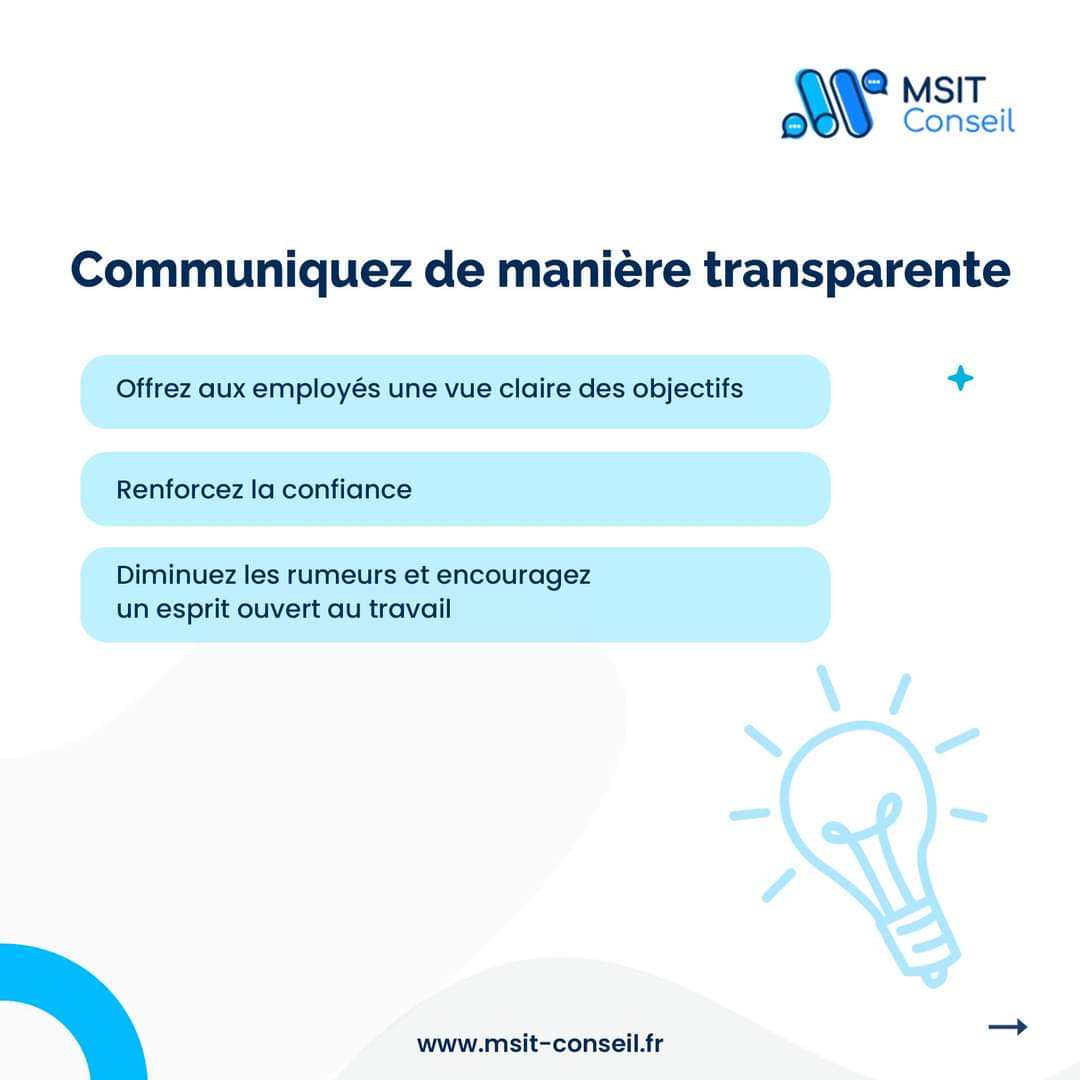 MSIT
Conseil
Communiquez de manière transparente
Offrez aux employés une vue claire des objectifs
Renforcez la confiance
Diminuez les rumeurs et encouragez
un esprit ouvert au travail
www.msit-conseil.fr